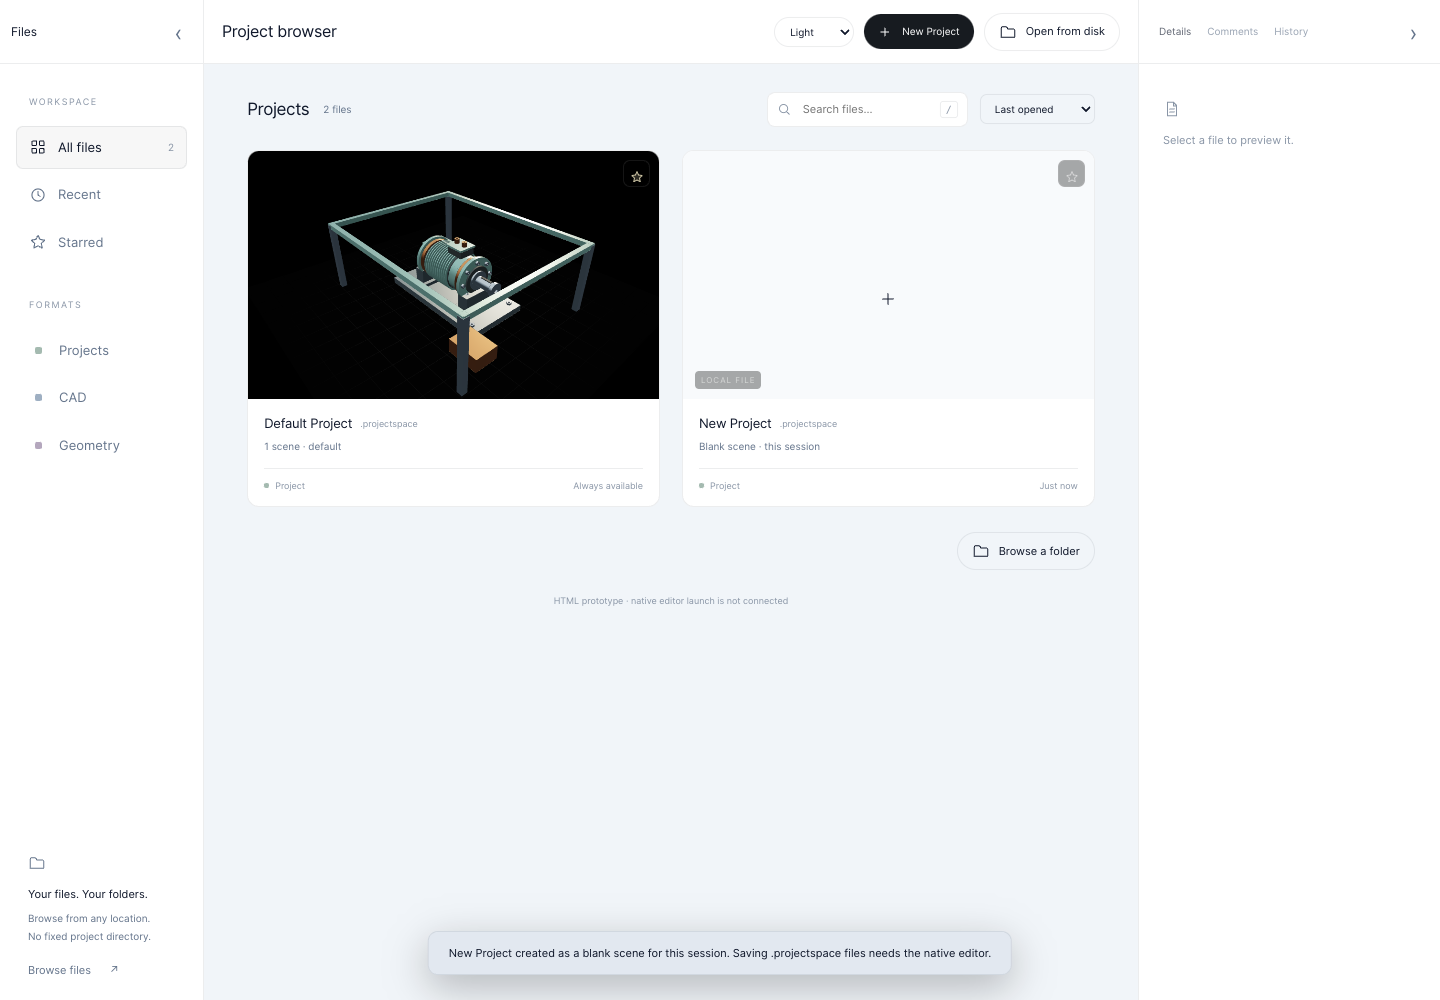 Files
WORKSPACE
All files 2
Recent
Starred
FORMATS
Projects
CAD
Geometry
Your files. Your folders.
Browse from any location.
No fixed project directory.
Browse files
Project browser
Light
New Project
Open from disk
Projects 2 files
Search files... /
Last opened
Default Project .projectspace
1 scene · default
Project Always available
LOCAL FILE
New Project .projectspace
Blank scene · this session
Project Just now
Browse a folder
HTML prototype · native editor launch is not connected
New Project created as a blank scene for this session. Saving .projectspace files needs the native editor.
Details Comments History
Select a file to preview it.